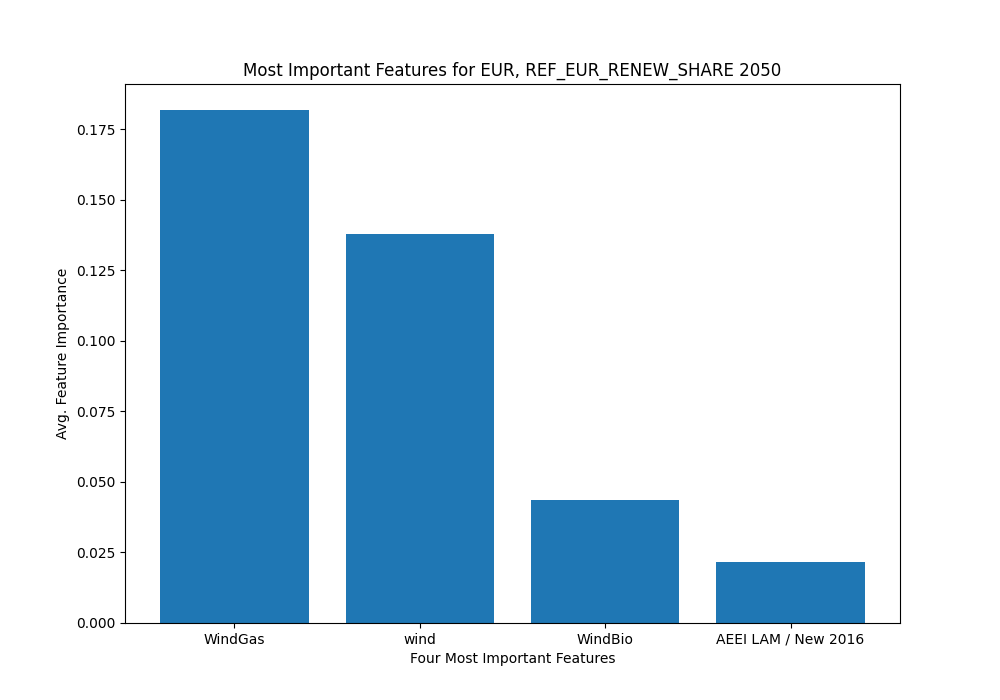 Most Important Features for EUR, REF_EUR_RENEW_SHARE 2050
Avg. Feature Importance
0.175
0.150
0.125
0.100
0.075
0.050
0.025
0.000
WindGas
wind
WindBio
AEEI LAM / New 2016
Four Most Important Features